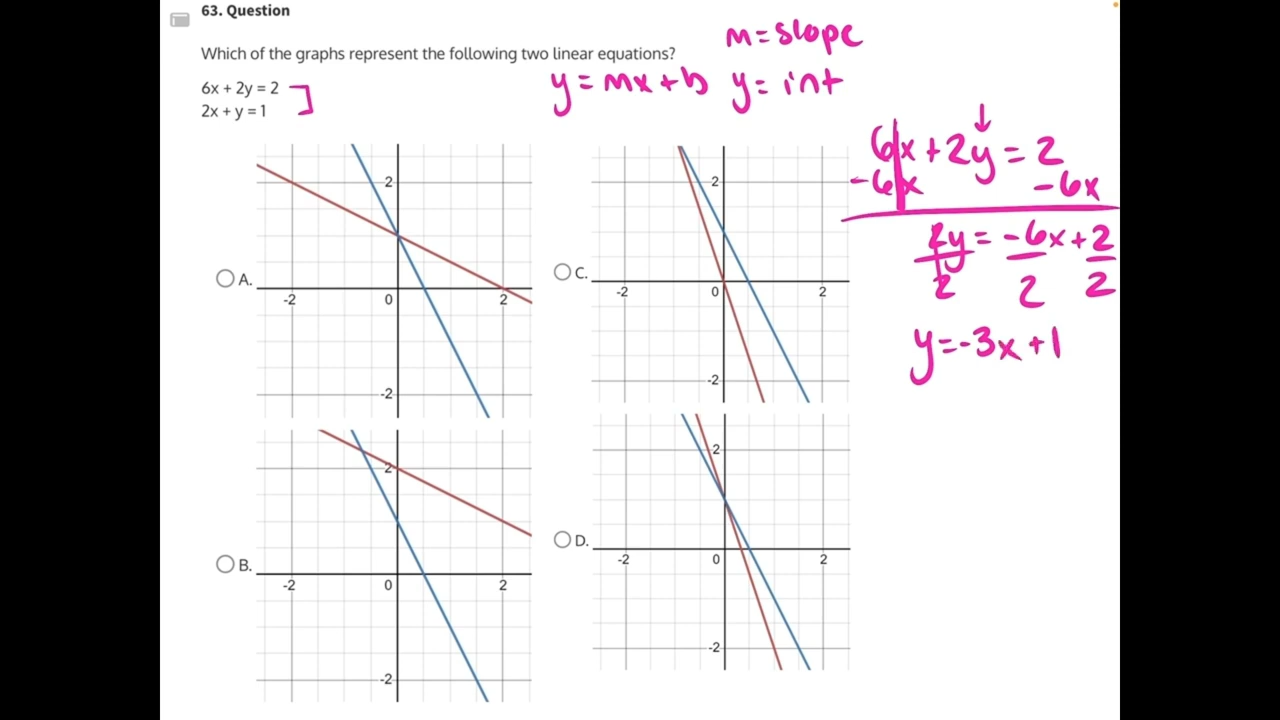 63. Question
m = slope
Which of the graphs represent the following two linear equations?
y = mx + b y = int
6x + 2y = 2
2x + y = 1
6x + 2y = 2
-6x -6x
2y = -6x + 2
2 2 2
y = -3x + 1
2
-2 0 2
-2
A.
2
-2 0 2
-2
B.
2
-2 0 2
-2
C.
2
-2 0 2
-2
D.